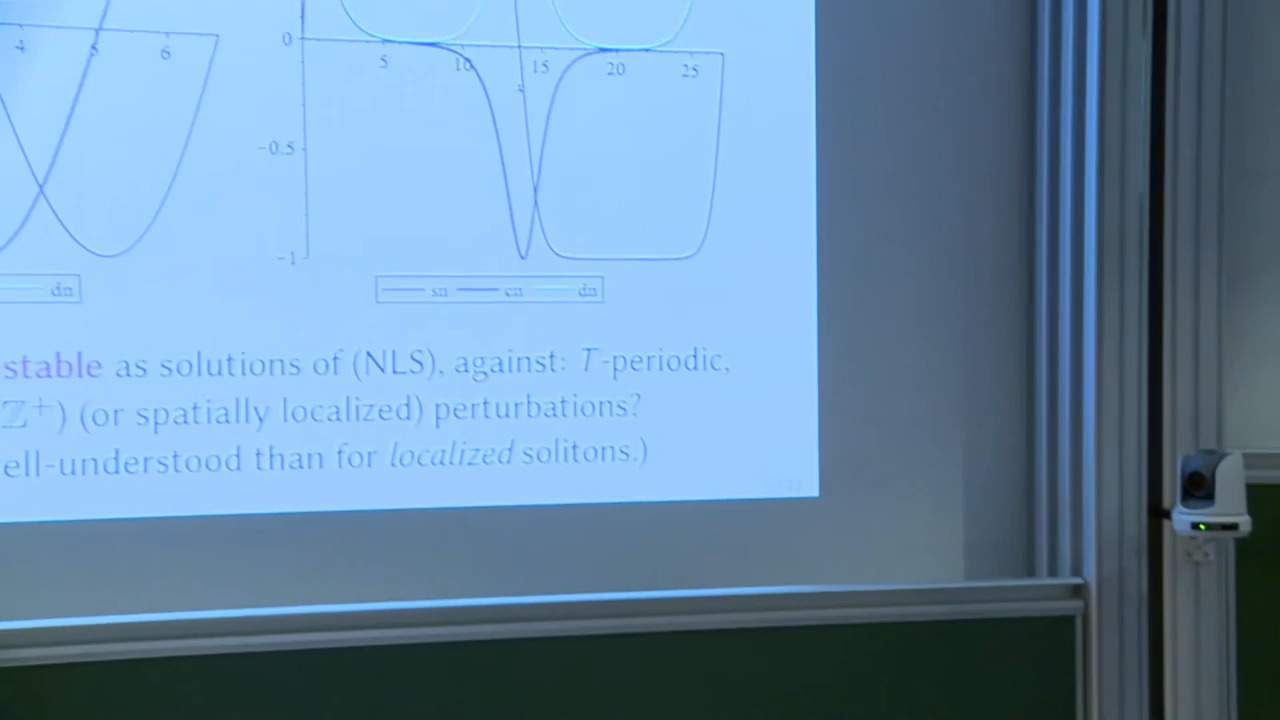 4 5 6
0 5 10 15 20 25
-0.5
-1
dn
sn cn dn
stable as solutions of (NLS), against: T-periodic,
ℤ⁺) (or spatially localized) perturbations?
ell-understood than for localized solitons.)